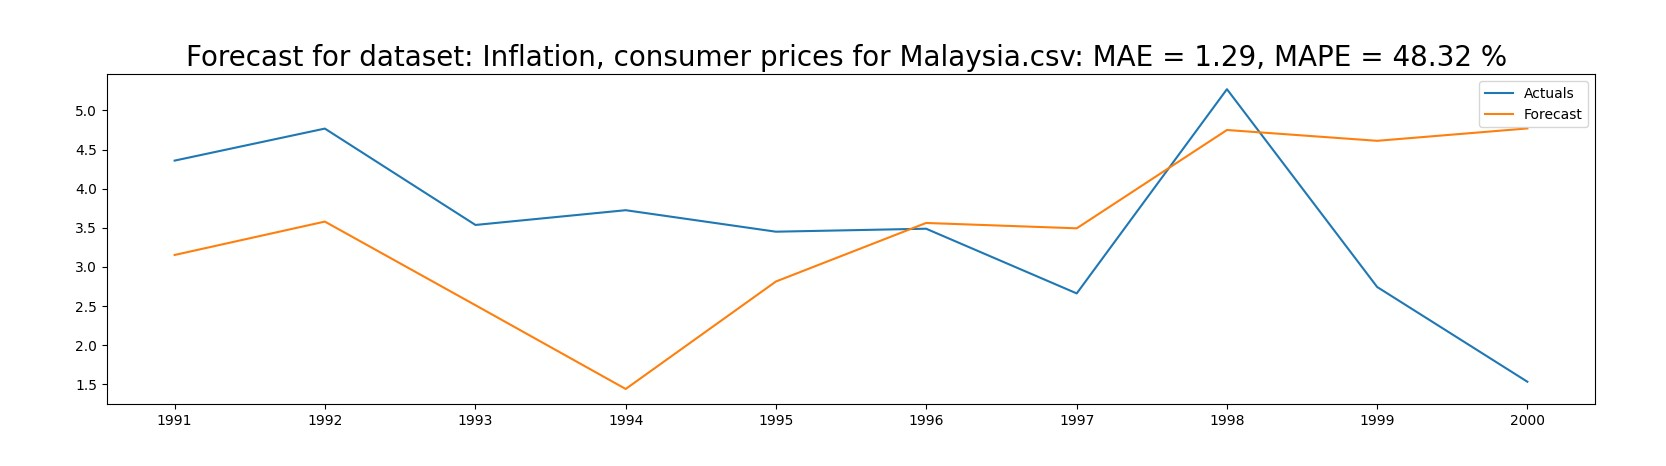 Forecast for dataset: Inflation, consumer prices for Malaysia.csv: MAE = 1.29, MAPE = 48.32 %
Actuals
Forecast
5.0
4.5
4.0
3.5
3.0
2.5
2.0
1.5
1991 1992 1993 1994 1995 1996 1997 1998 1999 2000